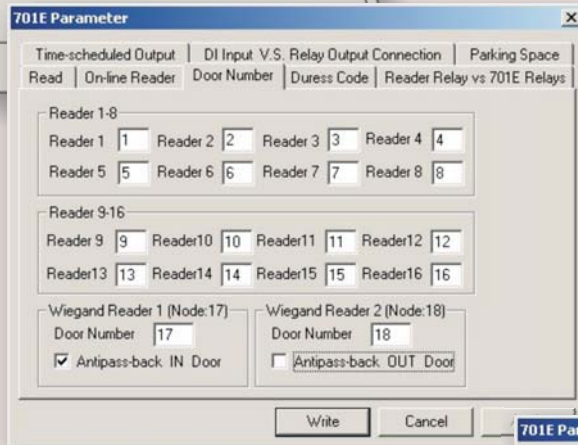 701E Parameter
Time-scheduled Output DI Input V.S. Relay Output Connection Parking Space
Read On-line Reader Door Number Duress Code Reader Relay vs 701E Relays
Reader 1-8
Reader 1 1 Reader 2 2 Reader 3 3 Reader 4 4
Reader 5 5 Reader 6 6 Reader 7 7 Reader 8 8
Reader 9-16
Reader 9 9 Reader10 10 Reader11 11 Reader12 12
Reader13 13 Reader14 14 Reader15 15 Reader16 16
Wiegand Reader 1 (Node:17) Wiegand Reader 2 (Node:18)
Door Number 17 Door Number 18
Antipass-back IN Door Antipass-back OUT Door
Write Cancel
701E Par